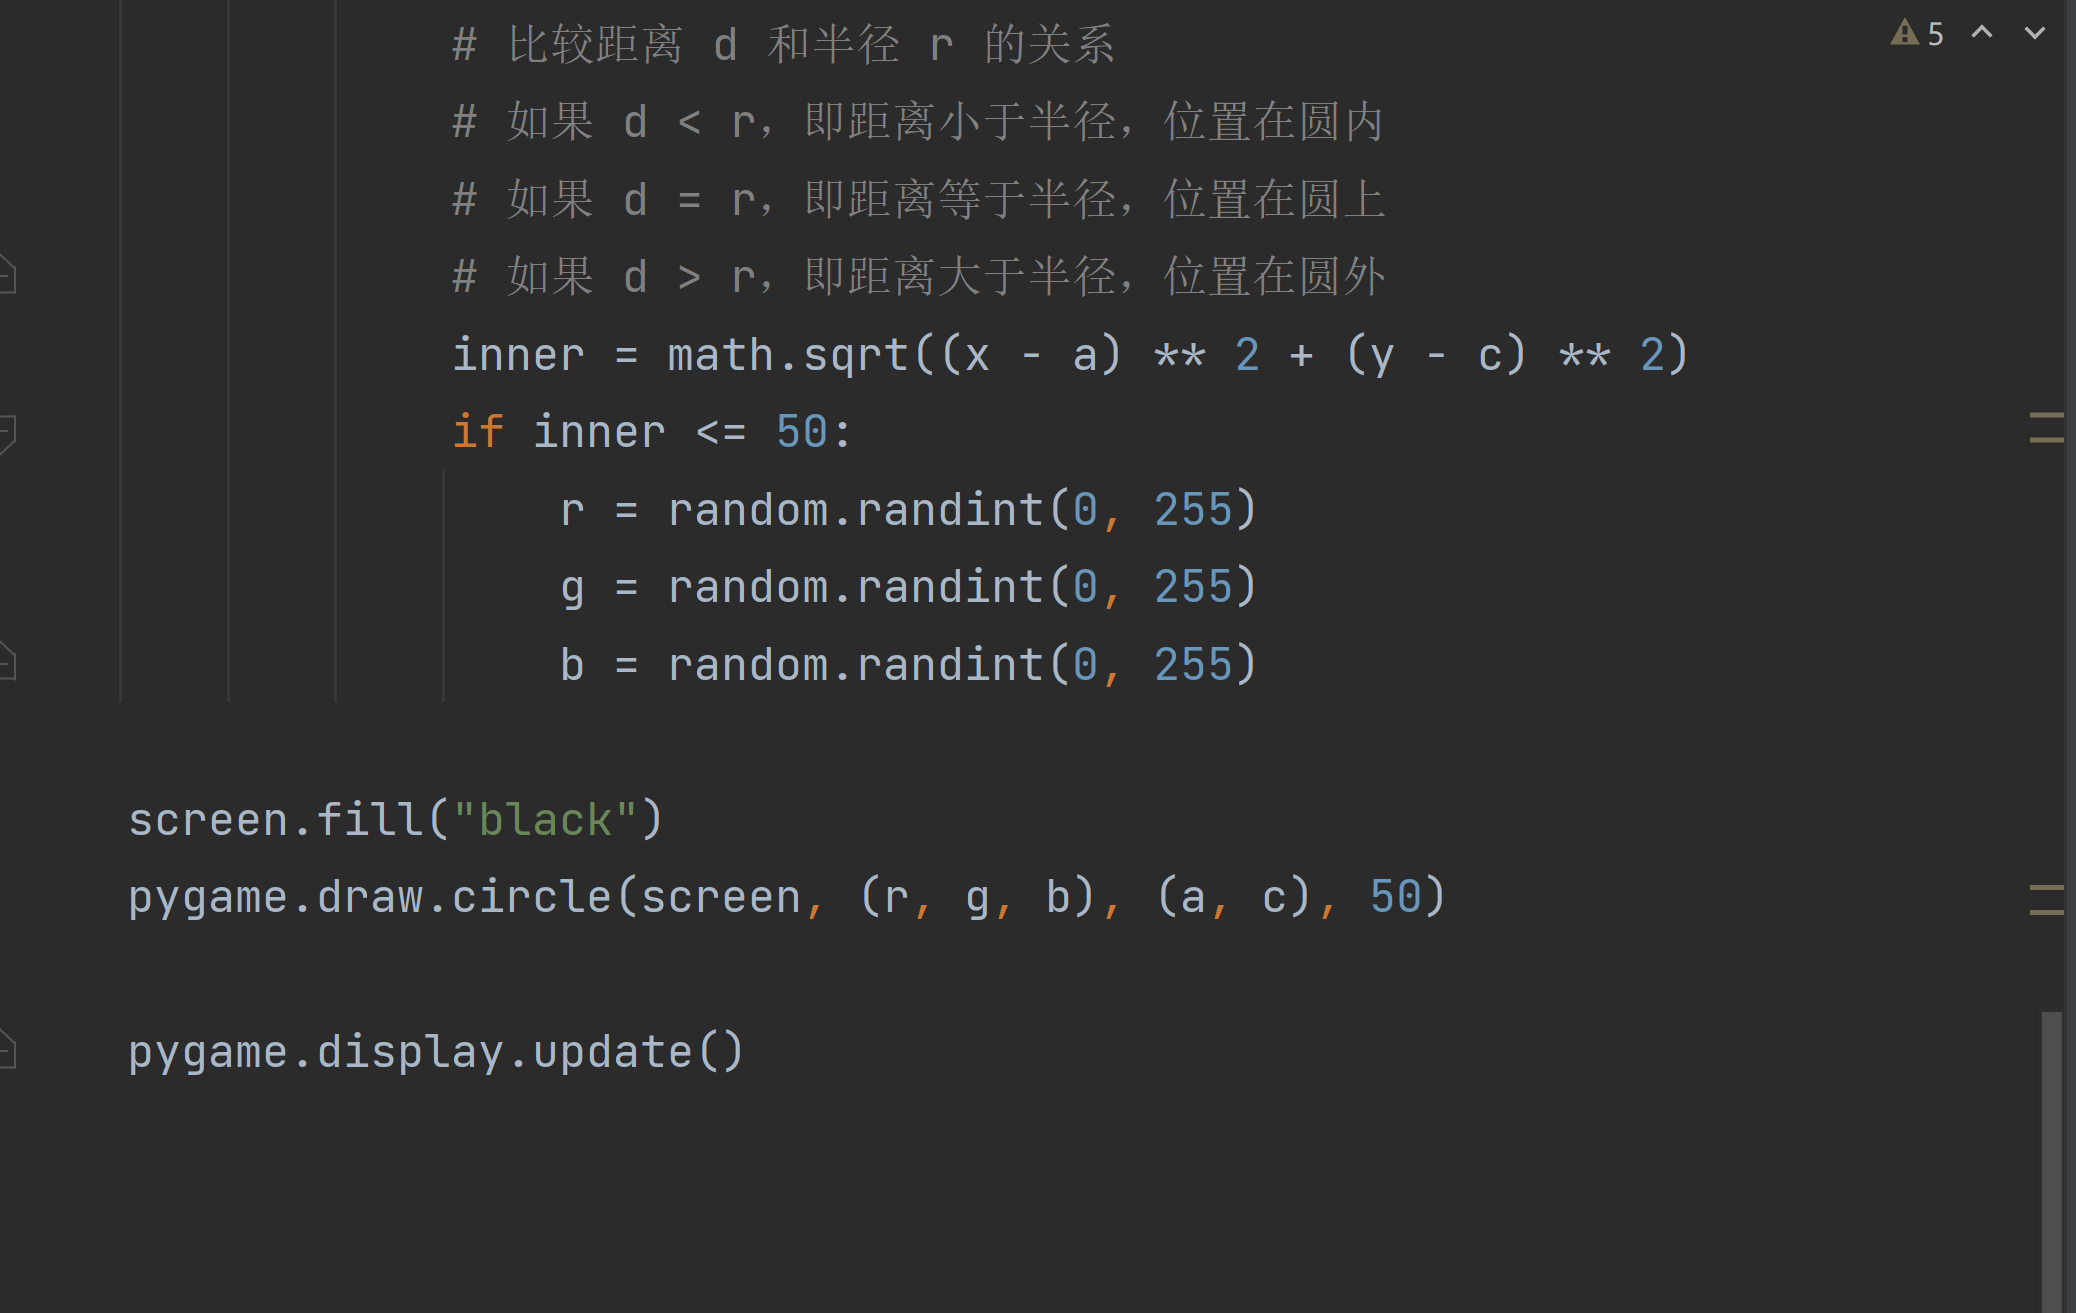 5
# 比较距离 d 和半径 r 的关系
# 如果 d < r，即距离小于半径，位置在圆内
# 如果 d = r，即距离等于半径，位置在圆上
# 如果 d > r，即距离大于半径，位置在圆外
inner = math.sqrt((x - a) ** 2 + (y - c) ** 2)
if inner <= 50:
r = random.randint(0, 255)
g = random.randint(0, 255)
b = random.randint(0, 255)
screen.fill("black")
pygame.draw.circle(screen, (r, g, b), (a, c), 50)
pygame.display.update()